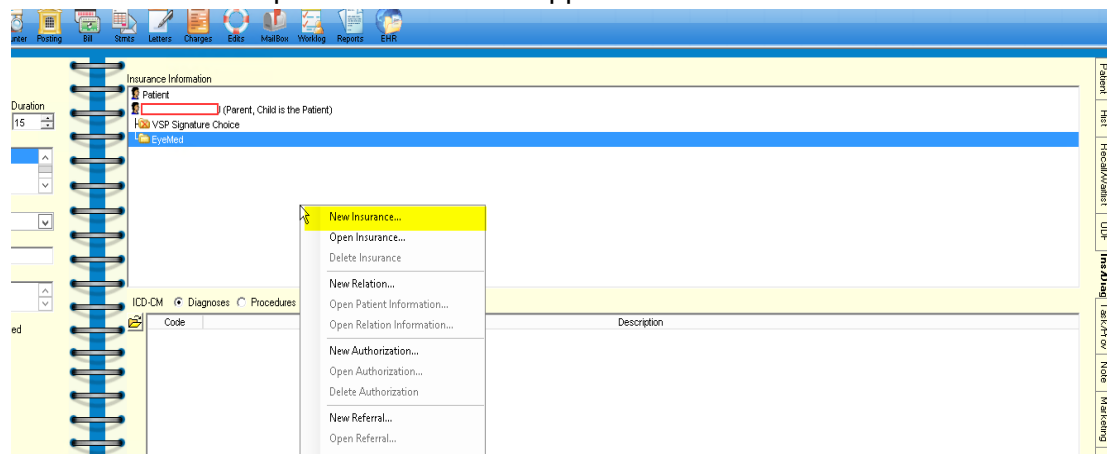 Posting Bill Stmts Letters Charges Edits MailBox Worklog Reports EHR
Insurance Information
Patient
(Parent, Child is the Patient)
VSP Signature Choice
EyeMed
Duration
15
New Insurance...
Open Insurance...
Delete Insurance
New Relation...
Open Patient Information...
Open Relation Information...
New Authorization...
Open Authorization...
Delete Authorization
New Referral...
Open Referral...
ICD-CM Diagnoses Procedures
Code Description
ed
Patient
Hist
Recall/Waitlist
UDF
Ins/Diag
Task/Prov
Note
Marketing